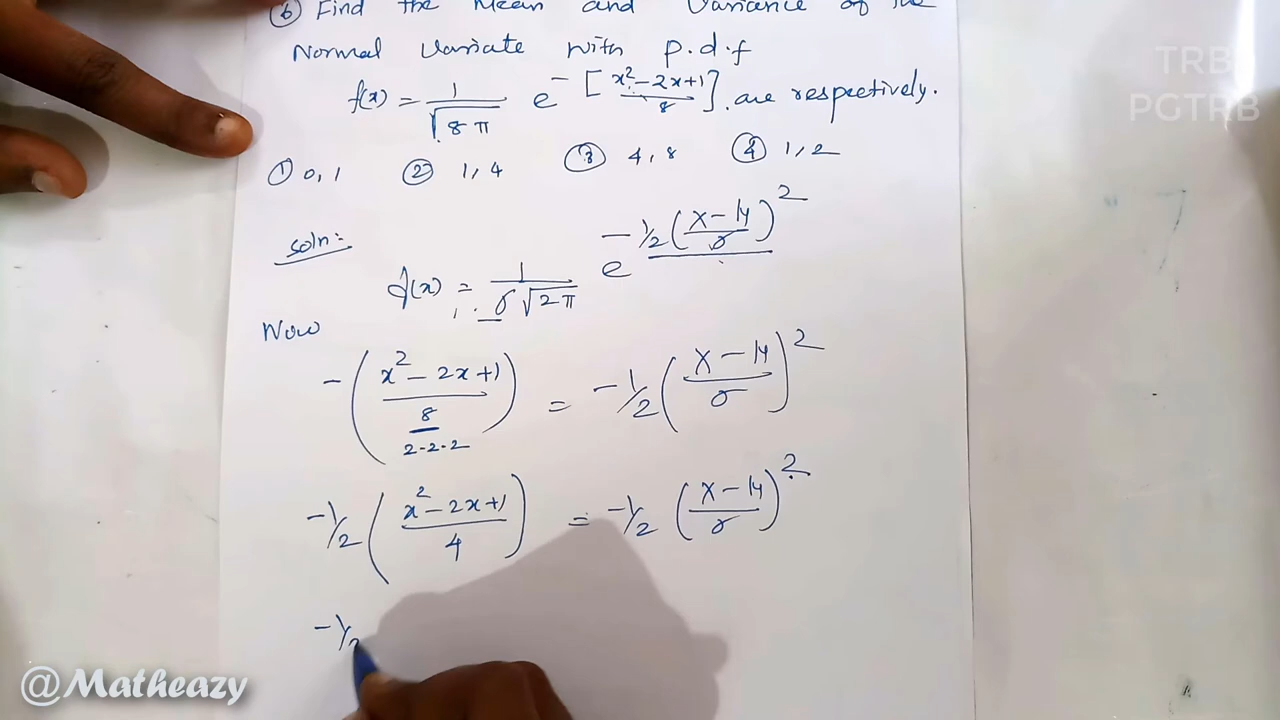 ⑥ Find the Mean and Variance of the
Normal Variate with p.d.f
f(x) = 1/√8π e^-[x²-2x+1/8] are respectively.
① 0, 1 ② 1, 4 ③ 4, 8 ④ 1, 2
Soln:-
f(x) = 1/σ√2π e^-1/2(x-μ/σ)²
Now
-(x²-2x+1/8) = -1/2(x-μ/σ)²
2·2·2
-1/2(x²-2x+1/4) = -1/2(x-μ/σ)²
-1/2
TRB
PGTRB
@Matheazy